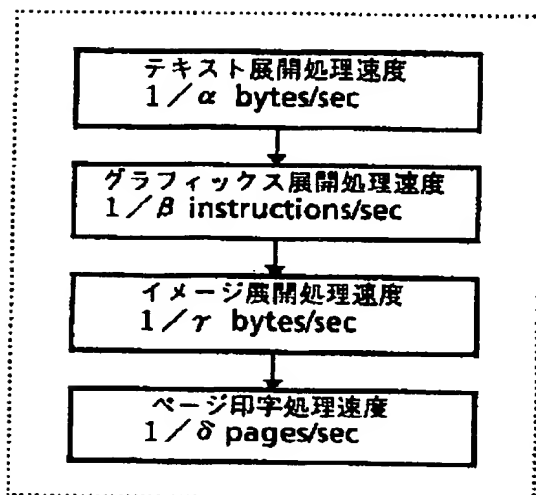 テキスト展開処理速度
1／α bytes/sec
グラフィックス展開処理速度
1／β instructions/sec
イメージ展開処理速度
1／γ bytes/sec
ページ印字処理速度
1／δ pages/sec